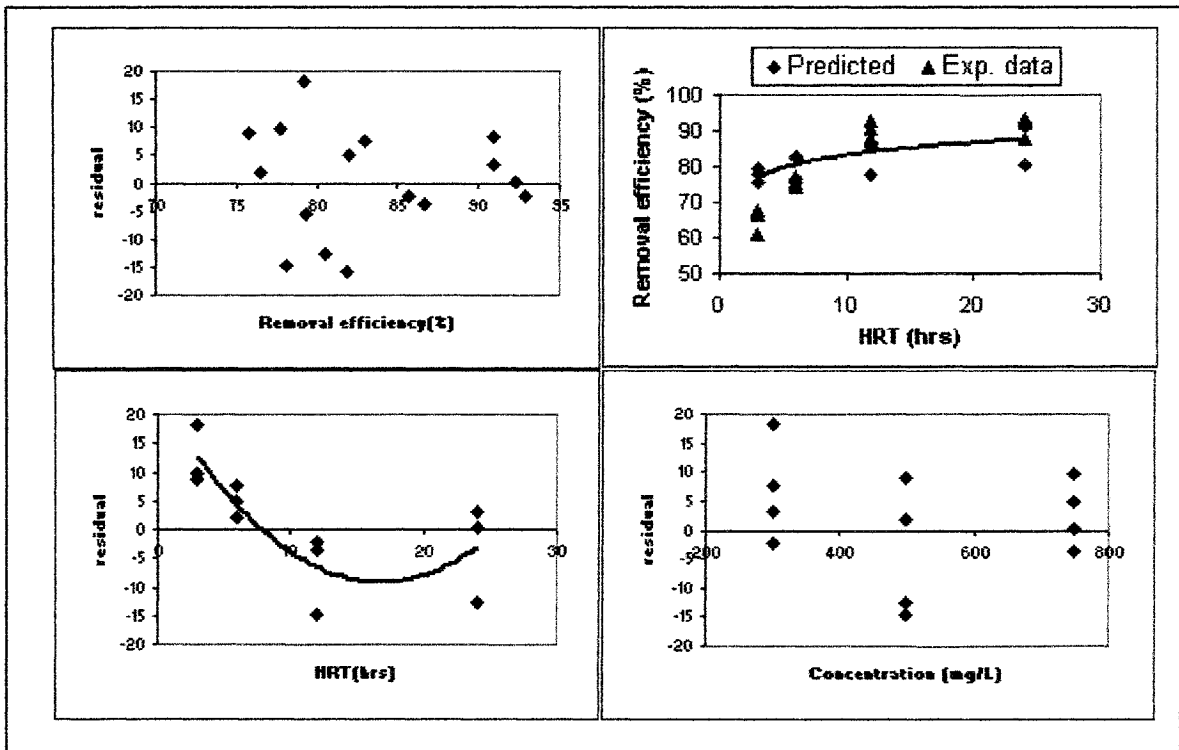 20
15
10
5
0
-5
-10
-15
-20
70 75 80 85 90 95
residual
Removal efficiency(%)
◆ Predicted ▲ Exp. data
100
90
80
70
60
50
0 10 20 30
Removal efficiency (%)
HRT (hrs)
20
15
10
5
0
-5
-10
-15
-20
0 10 20 30
residual
HRT(hrs)
20
15
10
5
0
-5
-10
-15
-20
200 400 600 800
residual
Concentration (mg/L)